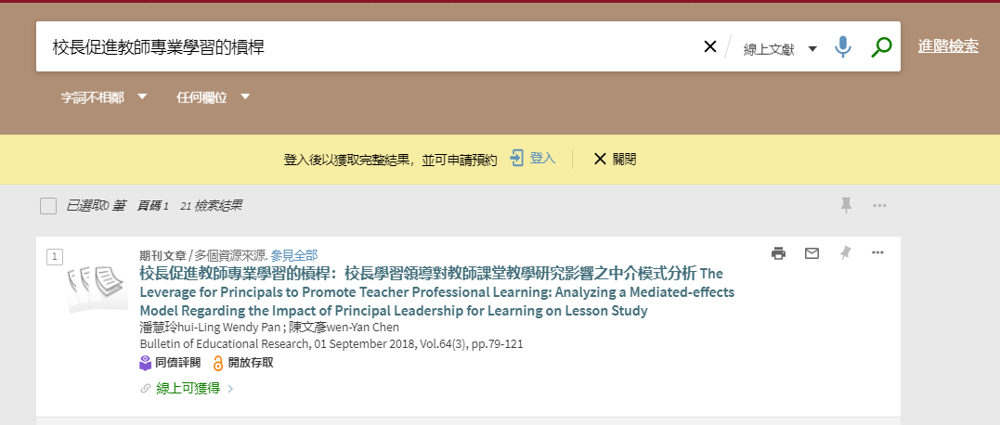 校長促進教師專業學習的槓桿
線上文獻
進階檢索
字詞不相鄰 任何欄位
登入後以獲取完整結果，並可申請預約 登入 關閉
已選取0 筆 頁碼 1 21 檢索結果
1
期刊文章 / 多個資源來源. 參見全部
校長促進教師專業學習的槓桿：校長學習領導對教師課堂教學研究影響之中介模式分析 The
Leverage for Principals to Promote Teacher Professional Learning: Analyzing a Mediated-effects
Model Regarding the Impact of Principal Leadership for Learning on Lesson Study
潘慧玲hui-Ling Wendy Pan ; 陳文彥wen-Yan Chen
Bulletin of Educational Research, 01 September 2018, Vol.64(3), pp.79-121
同儕評閱 開放存取
線上可獲得